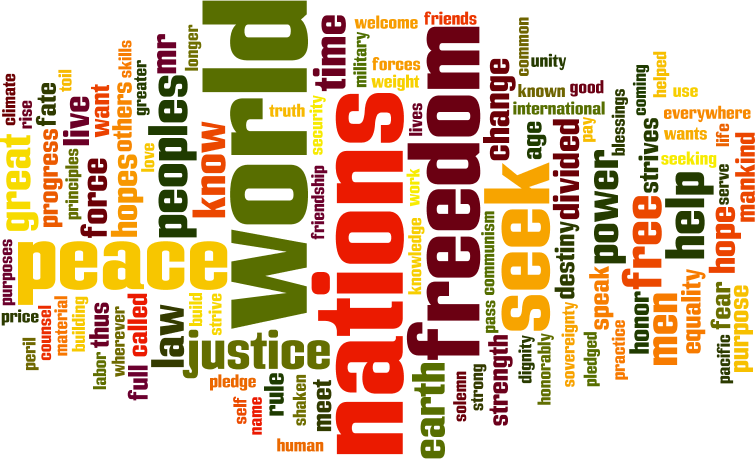 climate
rise
great
purposes
price
peril
progress
fate
toil
principles
live
counsel
material
building
want
force
thus
labor
skills
others
hopes
wherever
full
called
greater
love
peoples
mr
longer
law
peace
know
build
strive
justice
world
pledge
self
name
truth
rule
human
shaken
security
friendship
meet
time
nations
military
welcome
forces
weight
lives
work
knowledge
friends
freedom
earth
solemn
strong
change
pass
communism
strength
seek
common
unity
known
good
international
age
dignity
honorably
divided
destiny
sovereignty
pay
power
pledged
speak
blessings
practice
coming
free
honor
strives
helped
men
use
everywhere
wants
seeking
help
equality
serve
life
hope
fear
pacific
mankind
purpose